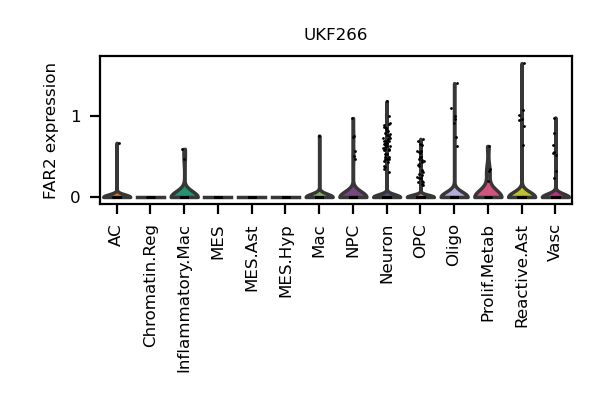 UKF266
FAR2 expression
1
0
AC
Chromatin.Reg
Inflammatory.Mac
MES
MES.Ast
MES.Hyp
Mac
NPC
Neuron
OPC
Oligo
Prolif.Metab
Reactive.Ast
Vasc